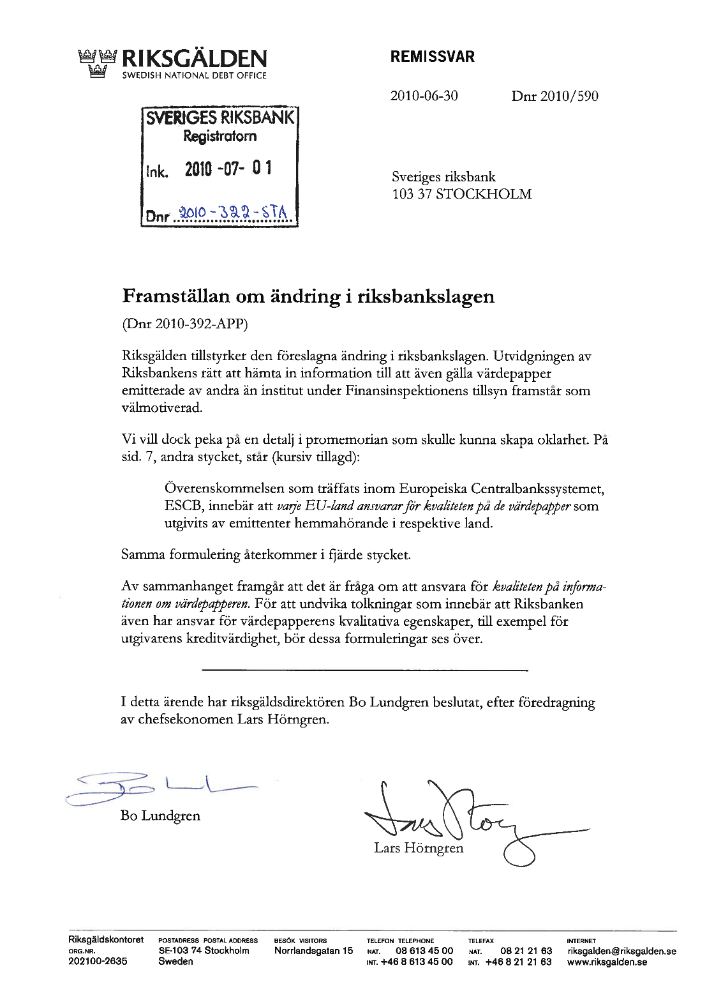 RIKSGÄLDEN
SWEDISH NATIONAL DEBT OFFICE
REMISSVAR
2010-06-30 Dnr 2010/590
SVERIGES RIKSBANK
Registratorn
Ink. 2010-07-01
Dnr 2010-322-STA
Sveriges riksbank
103 37 STOCKHOLM
Framställan om ändring i riksbankslagen
(Dnr 2010-392-APP)
Riksgälden tillstyrker den föreslagna ändring i riksbankslagen. Utvidgningen av
Riksbankens rätt att hämta in information till att även gälla värdepapper
emitterade av andra än institut under Finansinspektionens tillsyn framstår som
välmotiverad.
Vi vill dock peka på en detalj i promemorian som skulle kunna skapa oklarhet. På
sid. 7, andra stycket, står (kursiv tillagd):
Överenskommelsen som träffats inom Europeiska Centralbankssystemet,
ESCB, innebär att varje EU-land ansvarar för kvaliteten på de värdepapper som
utgivits av emittenter hemmahörande i respektive land.
Samma formulering återkommer i fjärde stycket.
Av sammanhanget framgår att det är fråga om att ansvara för kvaliteten på informa-
tionen om värdepapperen. För att undvika tolkningar som innebär att Riksbanken
även har ansvar för värdepapperens kvalitativa egenskaper, till exempel för
utgivarens kreditvärdighet, bör dessa formuleringar ses över.
I detta ärende har riksgäldsdirektören Bo Lundgren beslutat, efter föredragning
av chefsekonomen Lars Hörngren.
Bo Lundgren
Lars Hörngren
Riksgäldskontoret POSTADRESS POSTAL ADDRESS BESÖK VISITORS TELEFON TELEPHONE TELEFAX INTERNET
ORG.NR. SE-103 74 Stockholm Norrlandsgatan 15 NAT. 08 613 45 00 NAT. 08 21 21 63 riksgalden@riksgalden.se
202100-2635 Sweden INT. +46 8 613 45 00 INT. +46 8 21 21 63 www.riksgalden.se